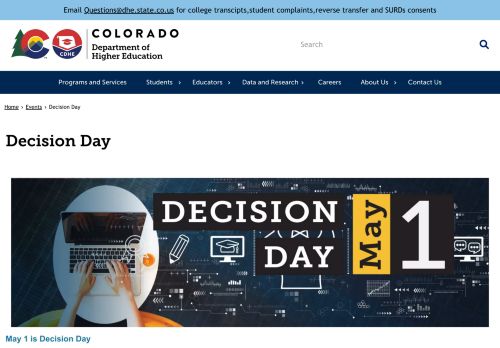 Email Questions@dhe.state.co.us for college transcipts,student complaints,reverse transfer and SURDs consents
COLORADO
Department of
Higher Education
CDHE
Search
Programs and Services Students Educators Data and Research Careers About Us Contact Us
Home › Events › Decision Day
Decision Day
DECISION
DAY
May
1
May 1 is Decision Day